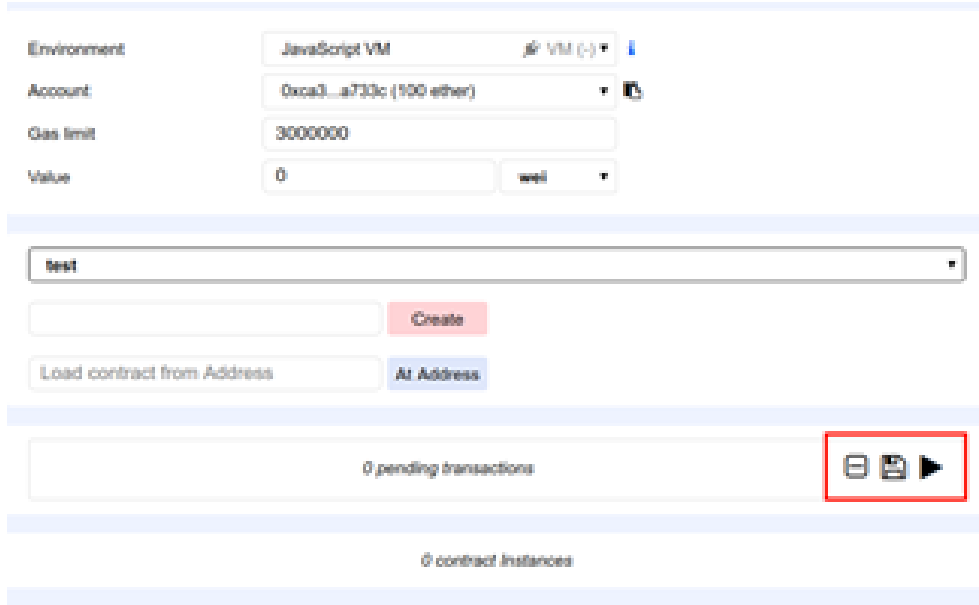 Environment JavaScript VM VM (-)
Account 0xca3...a733c (100 ether)
Gas limit 3000000
Value 0 wei
test
Create
Load contract from Address At Address
0 pending transactions
0 contract Instances